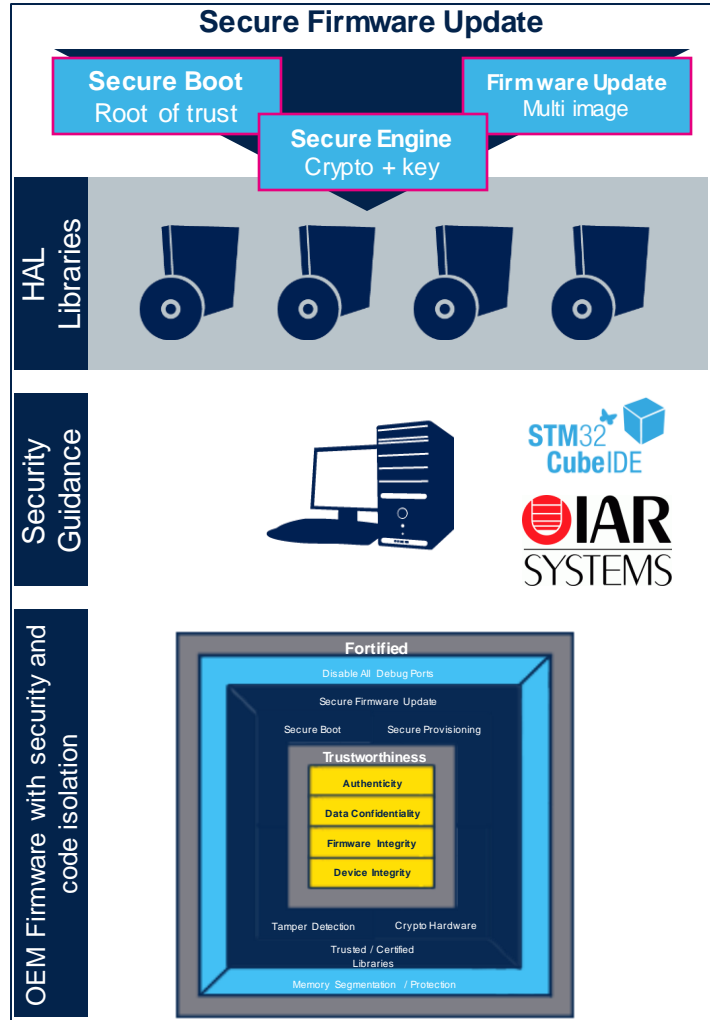 Secure Firmware Update
Secure Boot
Root of trust
Firmware Update
Multi image
Secure Engine
Crypto + key
HAL
Libraries
Security
Guidance
STM32
CubeIDE
IAR
SYSTEMS
OEM Firmware with security and
code isolation
Fortified
Disable All Debug Ports
Secure Firmware Update
Secure Boot
Secure Provisioning
Trustworthiness
Authenticity
Data Confidentiality
Firmware Integrity
Device Integrity
Tamper Detection
Crypto Hardware
Trusted / Certified
Libraries
Memory Segmentation / Protection